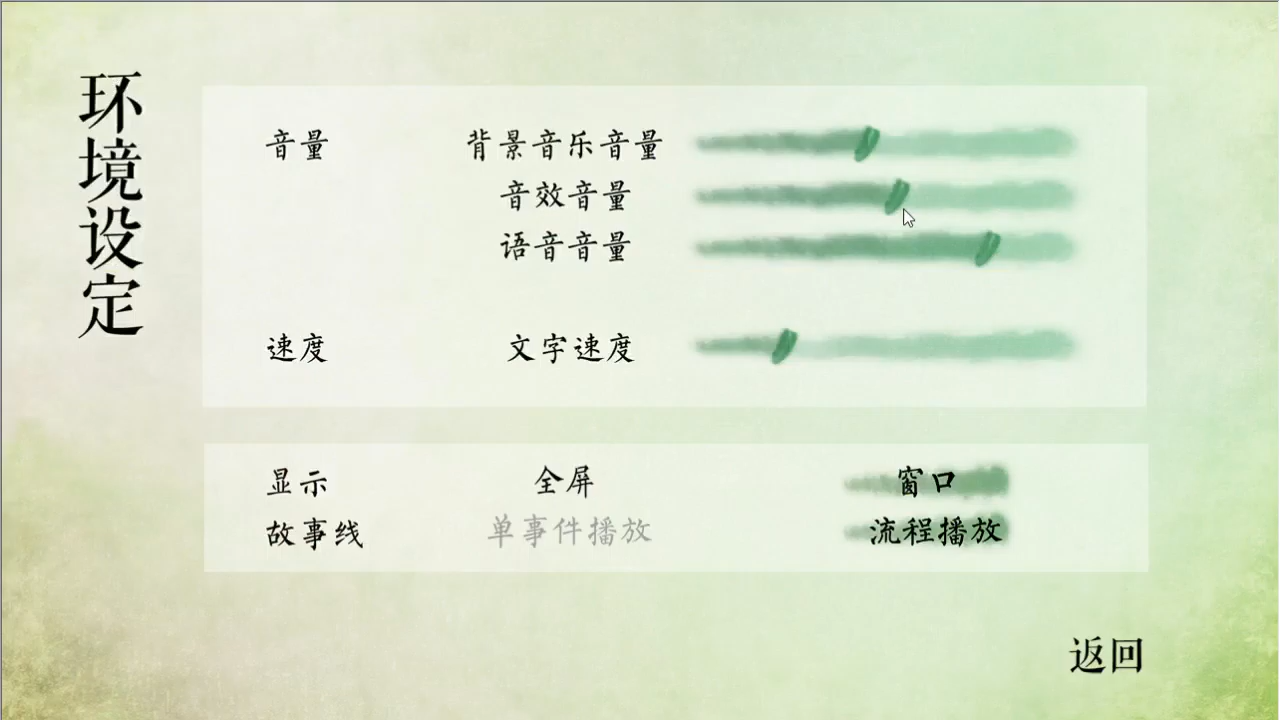 环境设定
音量 背景音乐音量
音效音量
语音音量
速度 文字速度
显示 全屏 窗口
故事线 单事件播放 流程播放
返回